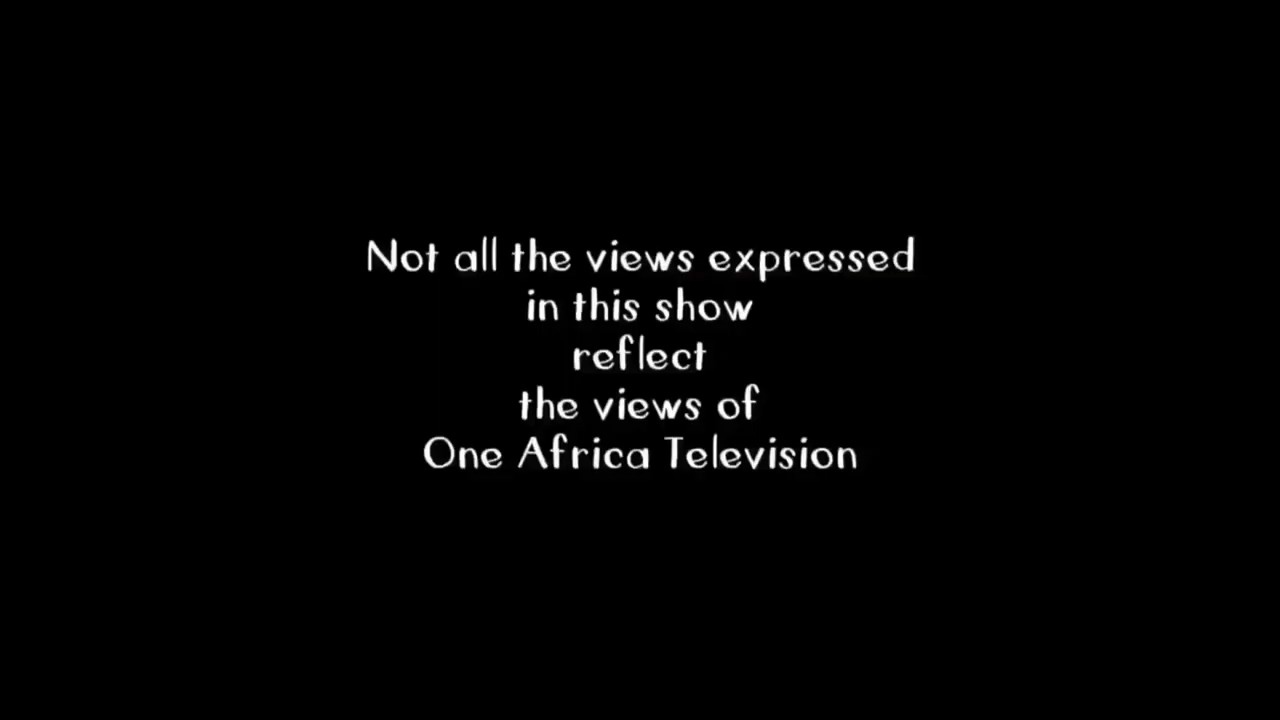 Not all the views expressed
in this show
reflect
the views of
One Africa Television